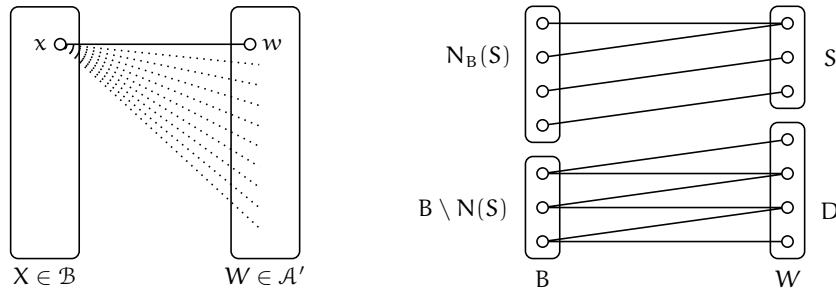 x
w
X ∈ ℬ
W ∈ 𝒜′
N_B(S)
S
B \ N(S)
D
B
W